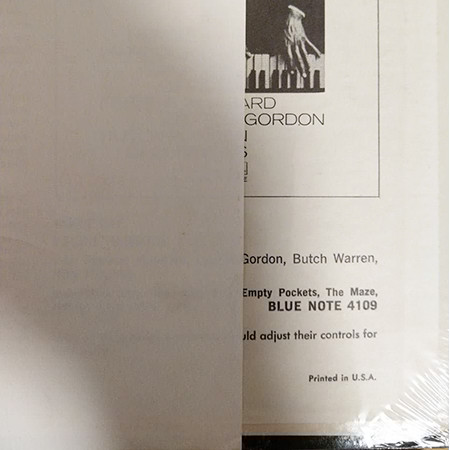 ARD
GORDON
Gordon, Butch Warren,
Empty Pockets, The Maze,
BLUE NOTE 4109
uld adjust their controls for
Printed in U.S.A.